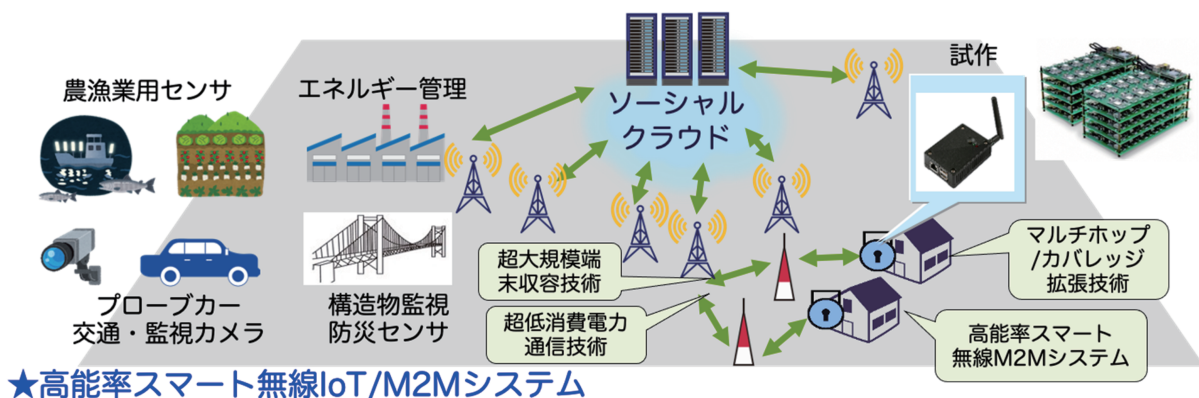 農漁業用センサ
エネルギー管理
ソーシャル
クラウド
試作
プローブカー
交通・監視カメラ
構造物監視
防災センサ
超大規模端
末収容技術
超低消費電力
通信技術
マルチホップ
/カバレッジ
拡張技術
高能率スマート
無線M2Mシステム
★高能率スマート無線IoT/M2Mシステム